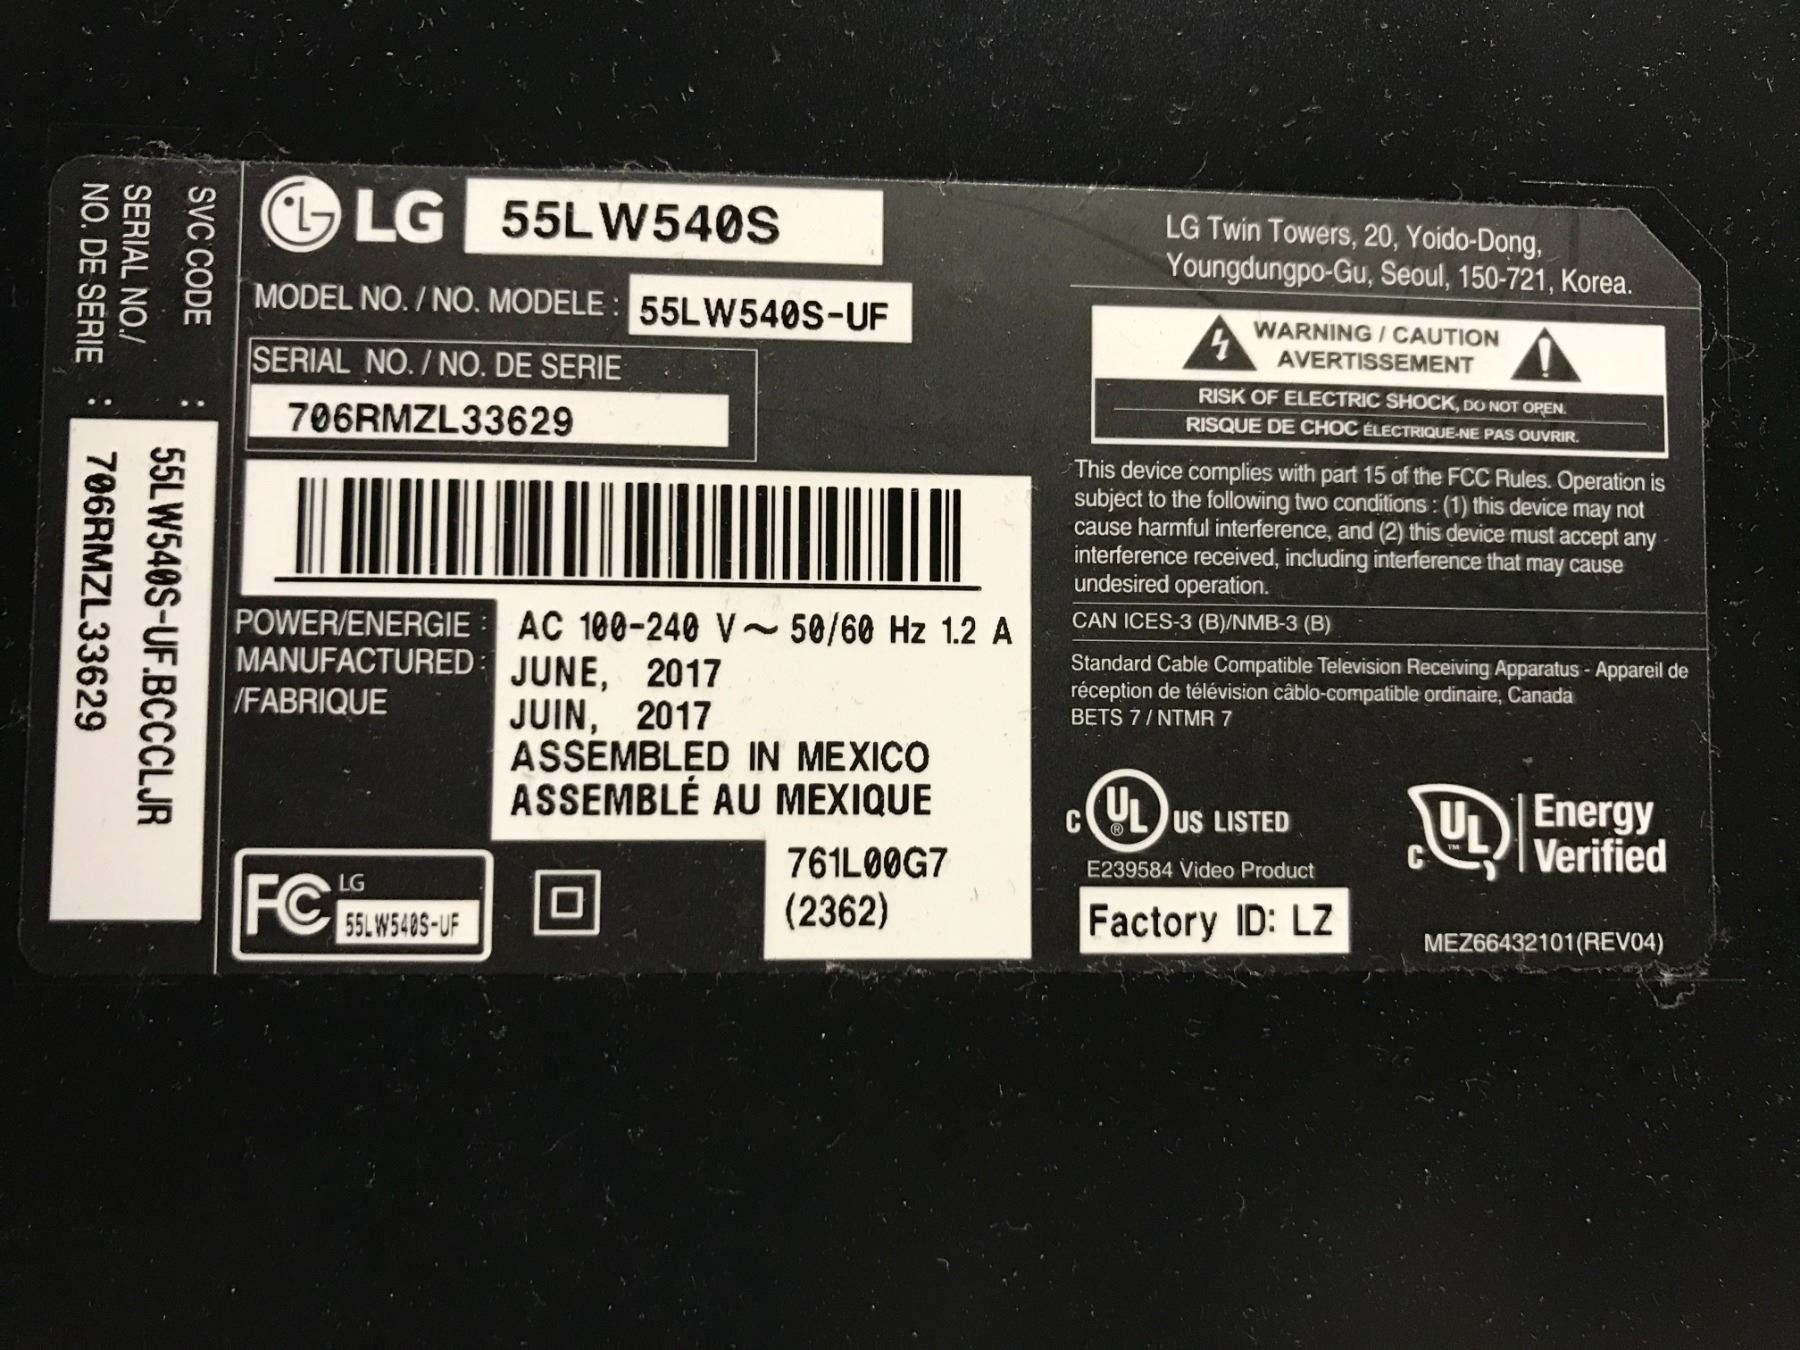 SVC CODE : 55LW540S-UF.BCCCLJR
SERIAL NO./
NO. DE SERIE : 706RMZL33629
LG 55LW540S
MODEL NO. / NO. MODELE : 55LW540S-UF
SERIAL NO. / NO. DE SERIE
706RMZL33629
POWER/ENERGIE : AC 100-240 V~ 50/60 Hz 1.2 A
MANUFACTURED : JUNE, 2017
/FABRIQUE JUIN, 2017
ASSEMBLED IN MEXICO
ASSEMBLÉ AU MEXIQUE
761L00G7
(2362)
FC LG
55LW540S-UF
LG Twin Towers, 20, Yoido-Dong,
Youngdungpo-Gu, Seoul, 150-721, Korea.
WARNING / CAUTION
AVERTISSEMENT
RISK OF ELECTRIC SHOCK, DO NOT OPEN.
RISQUE DE CHOC ÉLECTRIQUE-NE PAS OUVRIR.
This device complies with part 15 of the FCC Rules. Operation is
subject to the following two conditions : (1) this device may not
cause harmful interference, and (2) this device must accept any
interference received, including interference that may cause
undesired operation.
CAN ICES-3 (B)/NMB-3 (B)
Standard Cable Compatible Television Receiving Apparatus - Appareil de
réception de télévision câblo-compatible ordinaire, Canada
BETS 7 / NTMR 7
C UL ® US LISTED
E239584 Video Product
Factory ID: LZ
C UL ™ Energy
Verified
MEZ66432101(REV04)